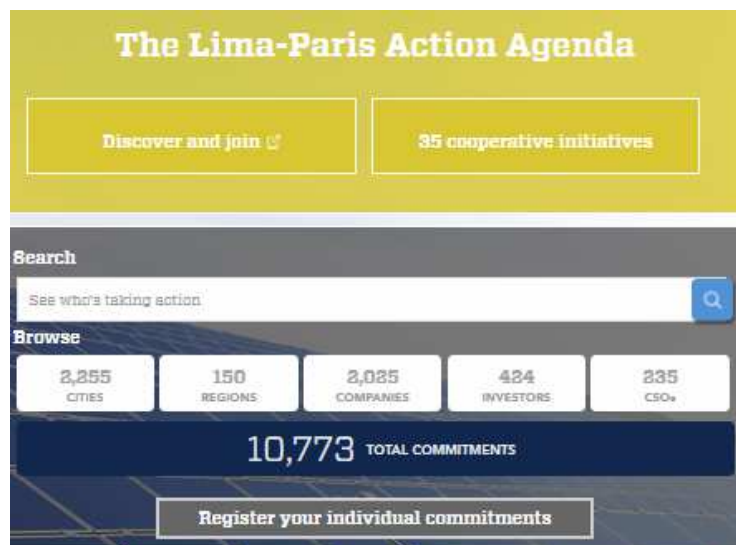 The Lima-Paris Action Agenda
Discover and join
35 cooperative initiatives
Search
See who's taking action
Browse
2,255
CITIES
150
REGIONS
2,025
COMPANIES
424
INVESTORS
235
CSOs
10,773 TOTAL COMMITMENTS
Register your individual commitments